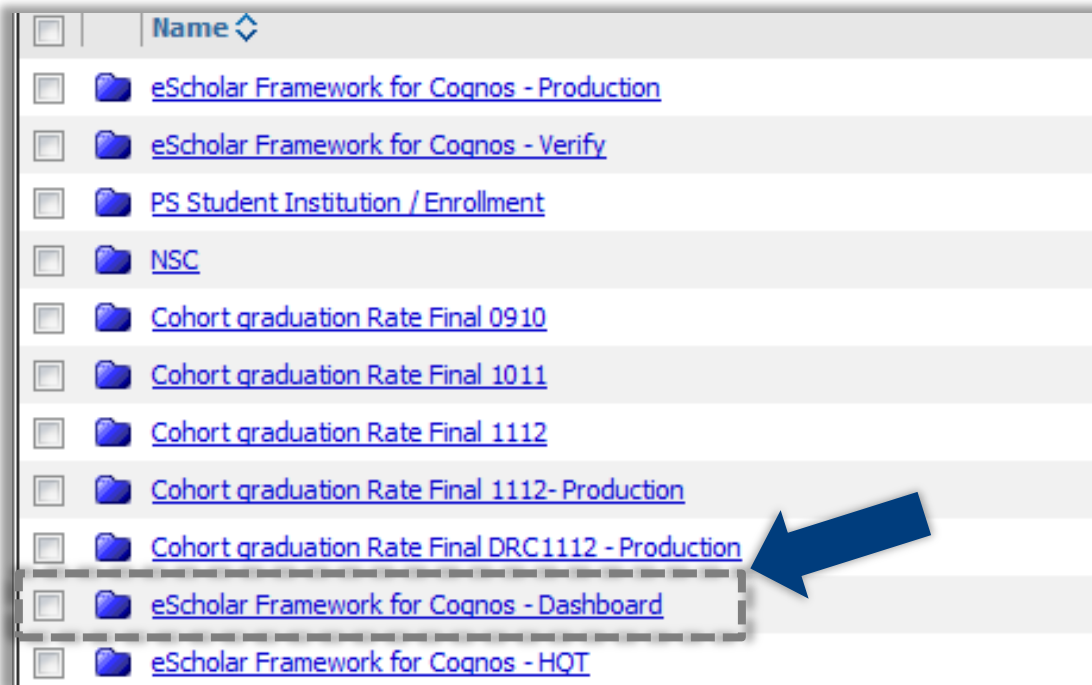 Name
eScholar Framework for Cognos - Production
eScholar Framework for Cognos - Verify
PS Student Institution / Enrollment
NSC
Cohort graduation Rate Final 0910
Cohort graduation Rate Final 1011
Cohort graduation Rate Final 1112
Cohort graduation Rate Final 1112- Production
Cohort graduation Rate Final DRC1112 - Production
eScholar Framework for Cognos - Dashboard
eScholar Framework for Cognos - HQT